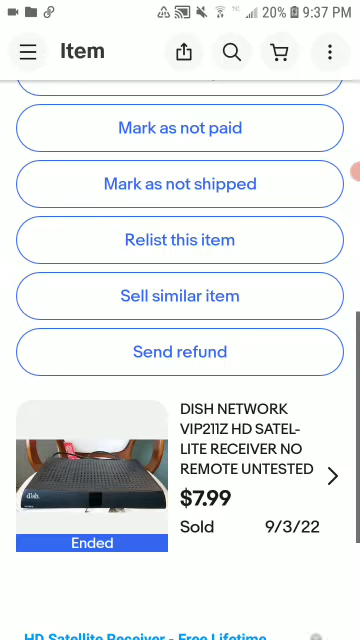 20% 9:37 PM
Item
Mark as not paid
Mark as not shipped
Relist this item
Sell similar item
Send refund
DISH NETWORK
VIP211Z HD SATEL-
LITE RECEIVER NO
REMOTE UNTESTED
$7.99
Sold 9/3/22
dish
Ended
HD Satellite Receiver - Free Lifetime